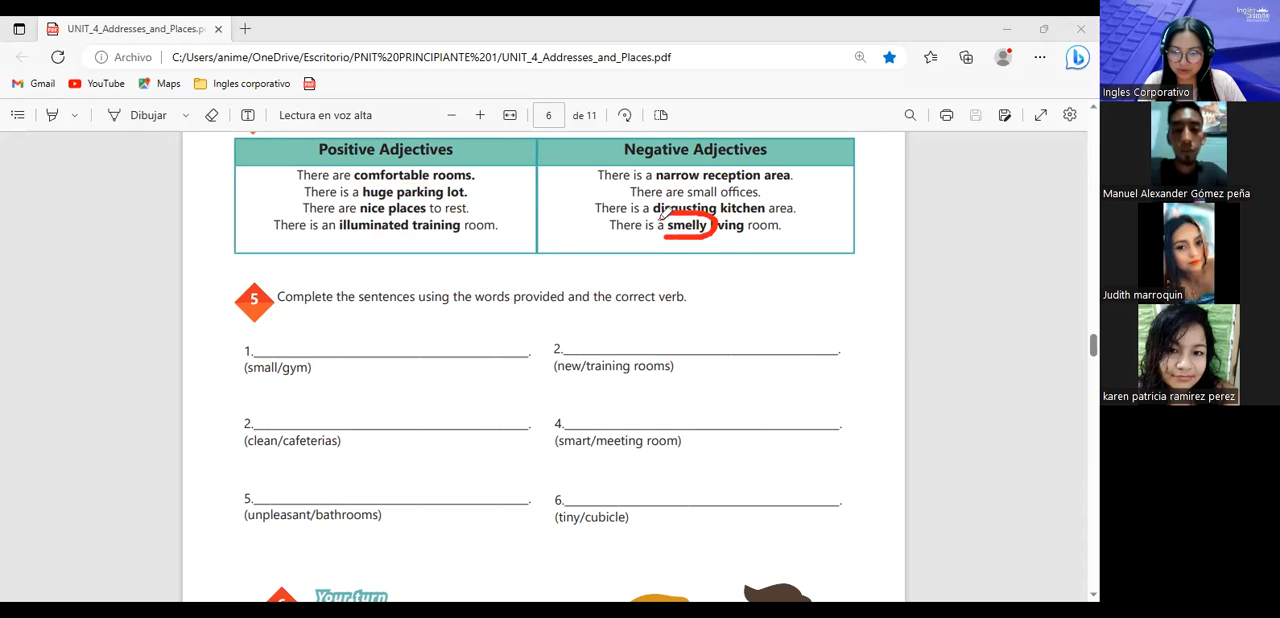 UNIT_4_Addresses_and_Places.p
Archivo
C:/Users/anime/OneDrive/Escritorio/PNIT%20PRINCIPIANTE%201/UNIT_4_Addresses_and_Places.pdf
Gmail
YouTube
Maps
Ingles corporativo
Dibujar
Lectura en voz alta
6
de 11
Positive Adjectives
Negative Adjectives
There are comfortable rooms.
There is a huge parking lot.
There are nice places to rest.
There is an illuminated training room.
There is a narrow reception area.
There are small offices.
There is a disgusting kitchen area.
There is a smelly living room.
5
Complete the sentences using the words provided and the correct verb.
1.______.
(small/gym)
2.______.
(new/training rooms)
2.______.
(clean/cafeterias)
4.______.
(smart/meeting room)
5.______.
(unpleasant/bathrooms)
6.______.
(tiny/cubicle)
Your turn
Ingles Corporativo
Manuel Alexander Gómez peña
Judith marroquin
karen patricia ramirez perez